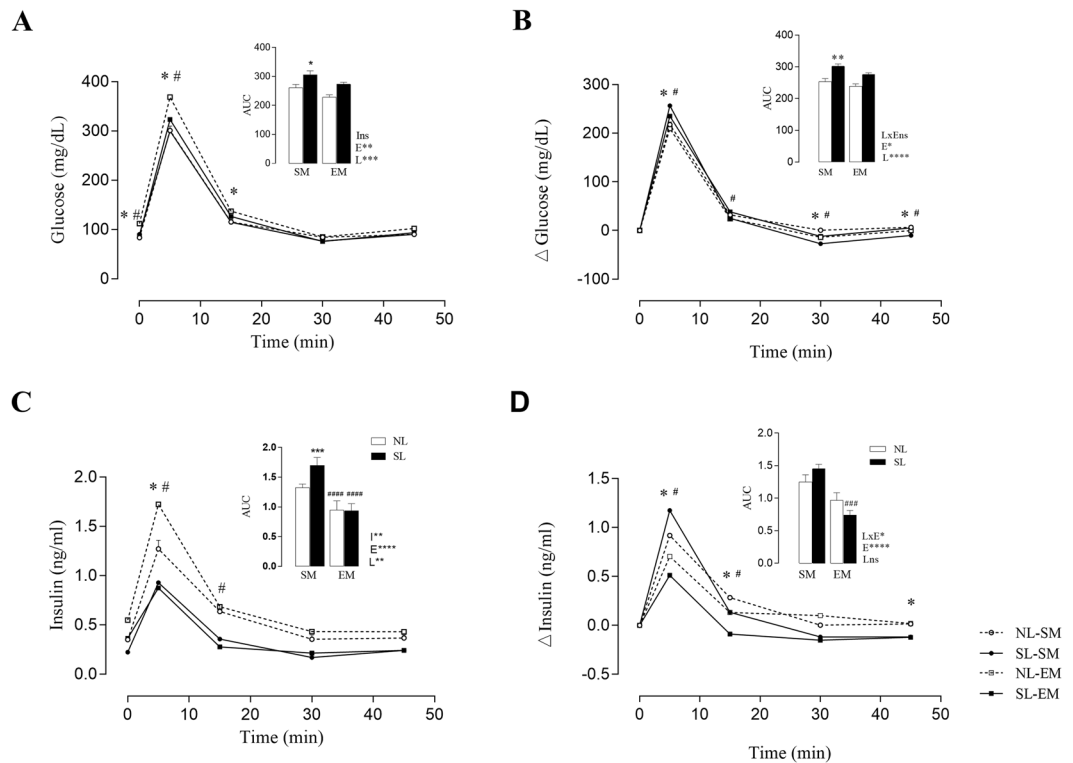 A
400
300
200
100
0
Glucose (mg/dL)
* #
* #
*
0 10 20 30 40 50
Time (min)
400
300
200
100
0
AUC
*
SM EM
Ins
E**
L***
B
300
200
100
0
-100
△ Glucose (mg/dL)
* #
#
* #
* #
0 10 20 30 40 50
Time (min)
400
300
200
100
0
AUC
**
SM EM
LxEns
E*
L****
C
2.0
1.5
1.0
0.5
0.0
Insulin (ng/ml)
* #
#
0 10 20 30 40 50
Time (min)
2.0
1.5
1.0
0.5
0.0
AUC
***
#### ####
SM EM
NL
SL
I**
E****
L**
D
1.5
1.0
0.5
0.0
-0.5
△ Insulin (ng/ml)
* #
* #
*
0 10 20 30 40 50
Time (min)
2.0
1.5
1.0
0.5
0.0
AUC
###
SM EM
NL
SL
LxE*
E****
Lns
NL-SM
SL-SM
NL-EM
SL-EM